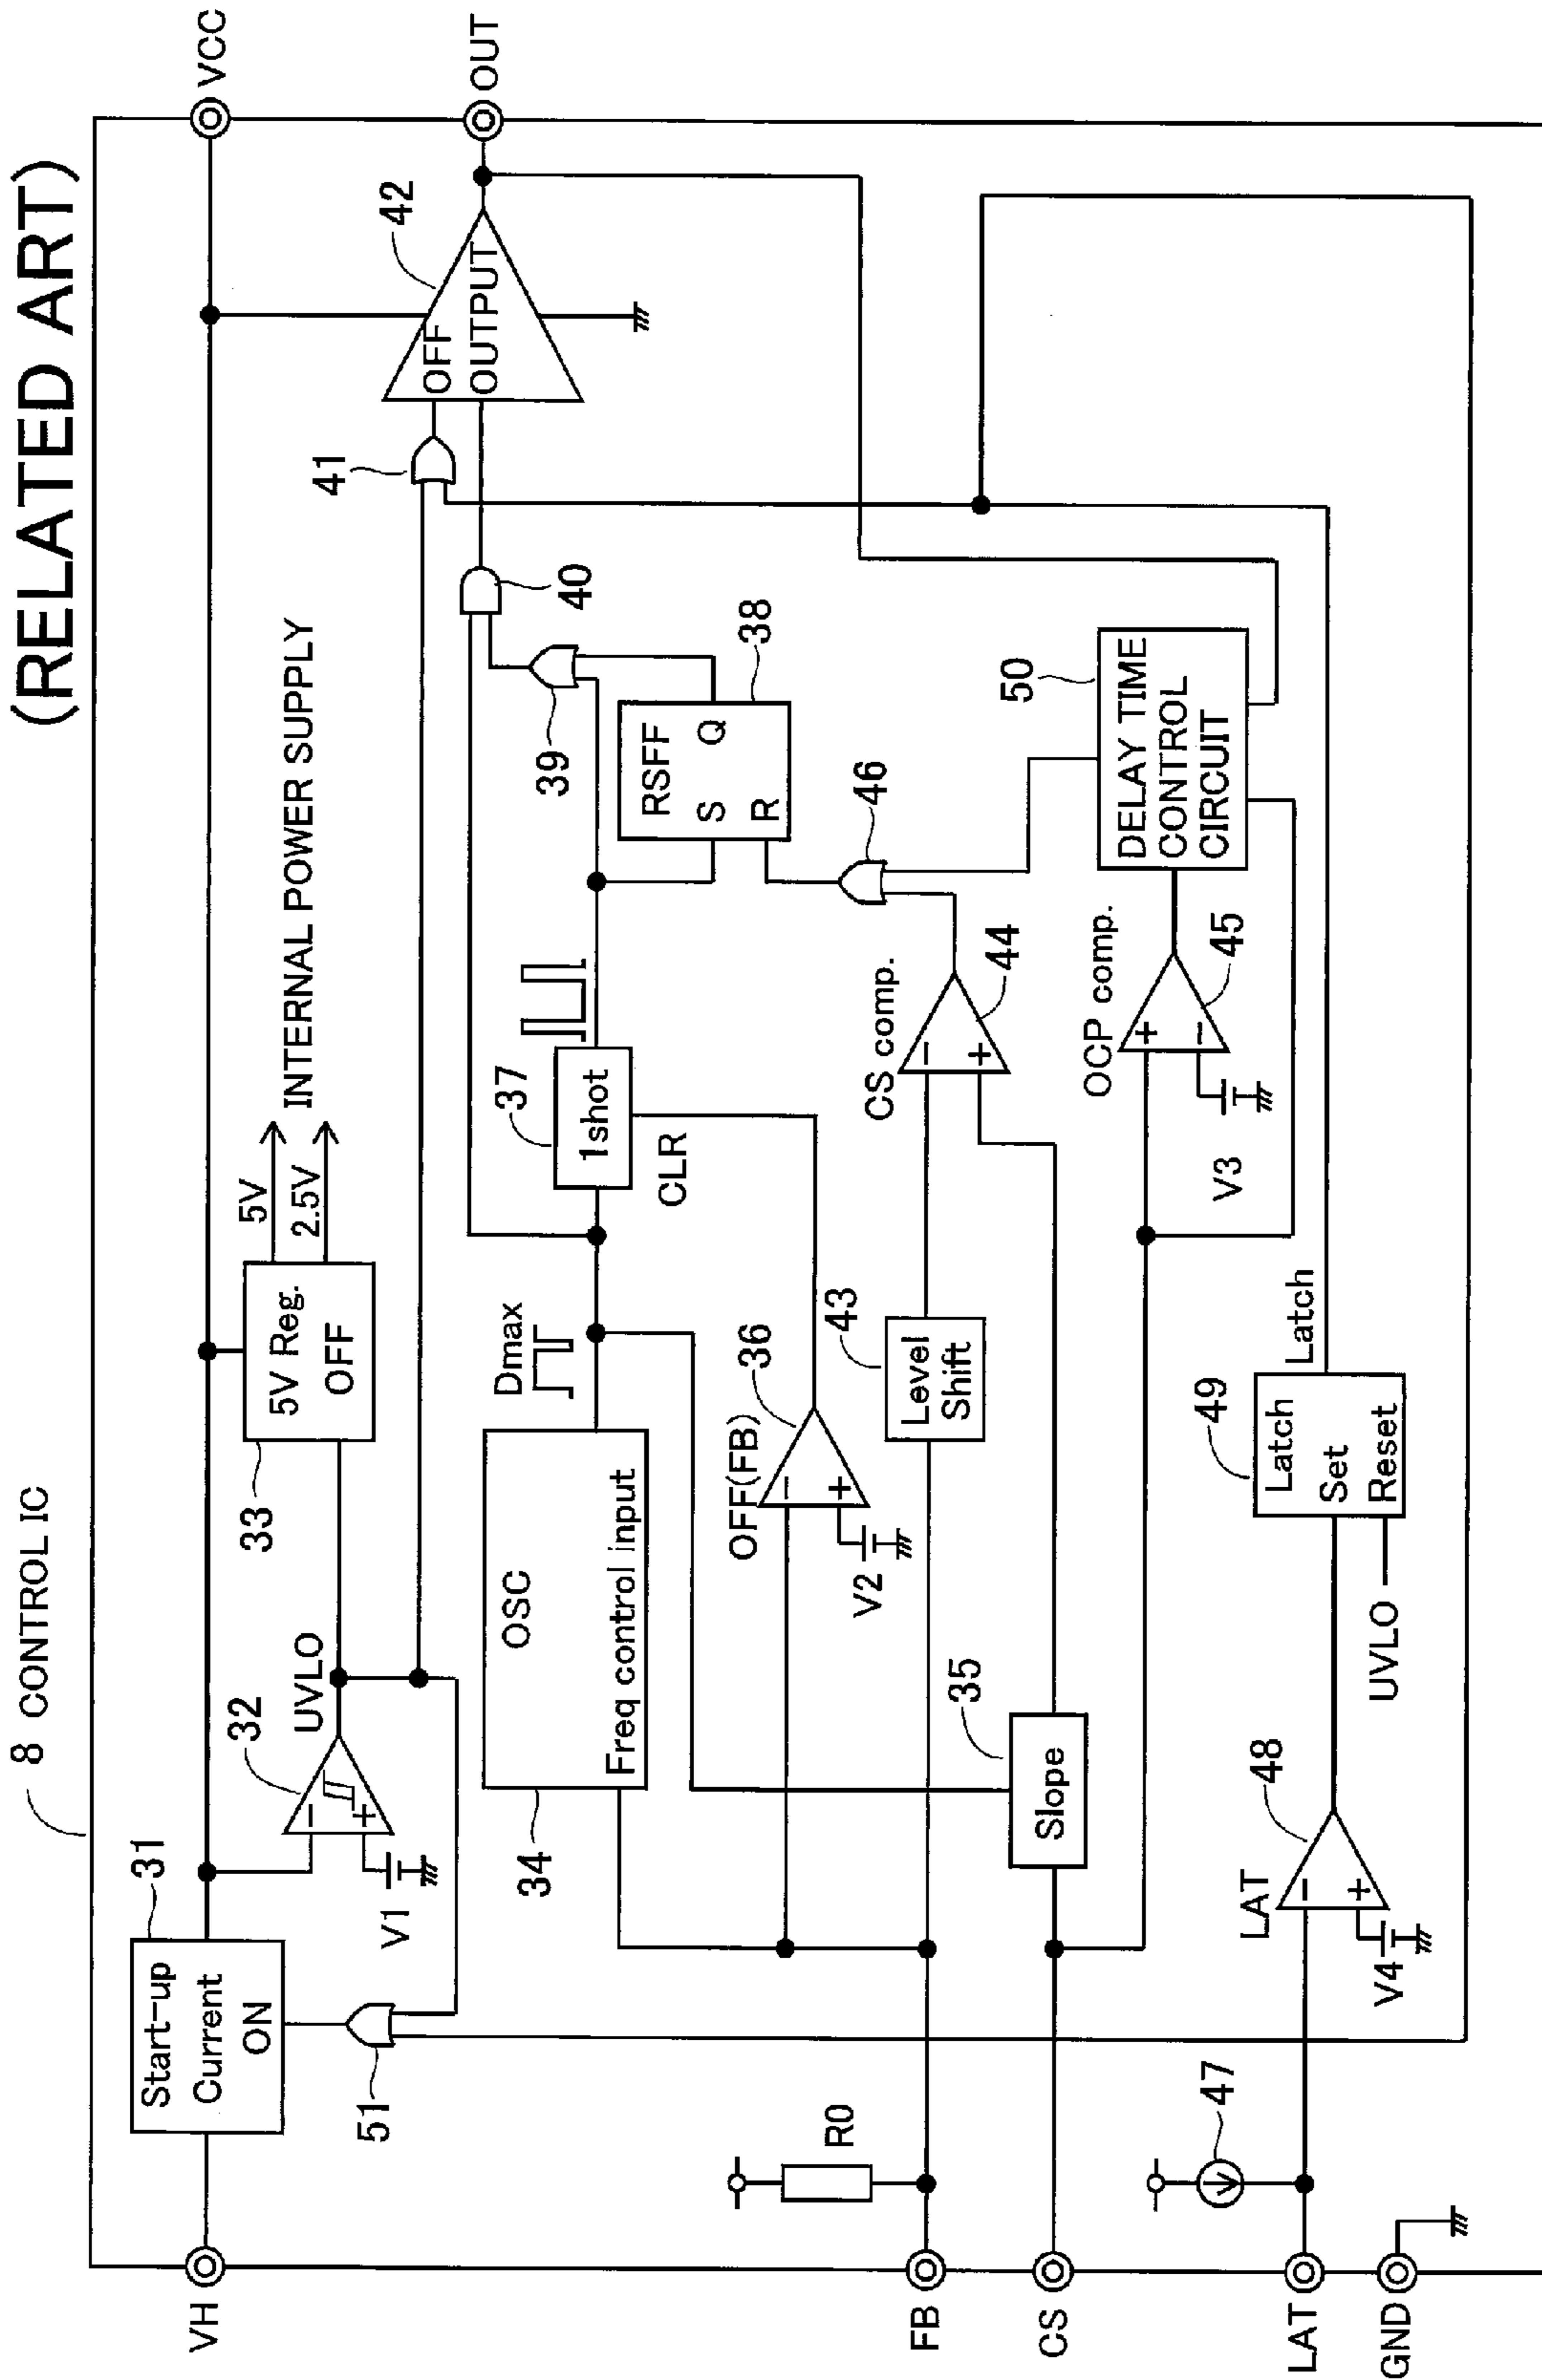 (RELATED ART)
8 CONTROL IC
VH
VCC
Start-up
Current
ON
31
51
32
UVLO
V1
33
5V Reg.
OFF
5V
2.5V
INTERNAL POWER SUPPLY
41
42
OFF
OUTPUT
OUT
34
OSC
Freq control input
Dmax
37
1shot
CLR
39
40
RSFF
S
Q
R
38
OFF(FB)
36
V2
R0
FB
43
Level
Shift
CS comp.
44
46
35
Slope
CS
OCP comp.
45
V3
50
DELAY TIME
CONTROL
CIRCUIT
47
LAT
LAT
48
V4
49
Latch
Set
Reset
Latch
UVLO
GND